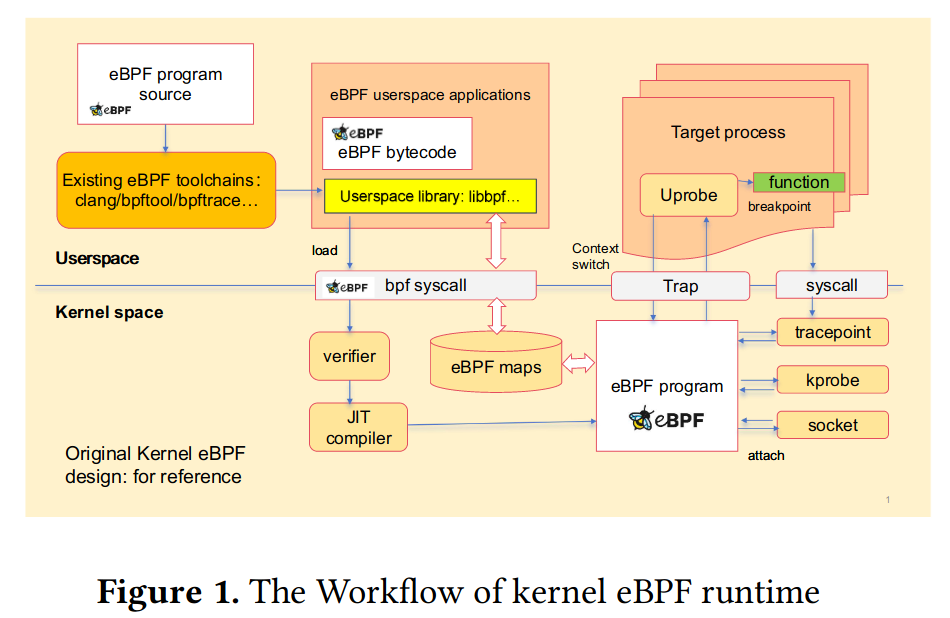 eBPF program
source
eBPF
Existing eBPF toolchains:
clang/bpftool/bpftrace...
eBPF userspace applications
eBPF
eBPF bytecode
Userspace library: libbpf...
load
Target process
Uprobe
function
breakpoint
Context
switch
Userspace
eBPF
bpf syscall
Trap
syscall
Kernel space
verifier
JIT
compiler
eBPF maps
eBPF program
eBPF
tracepoint
kprobe
socket
attach
Original Kernel eBPF
design: for reference
1
Figure 1. The Workflow of kernel eBPF runtime